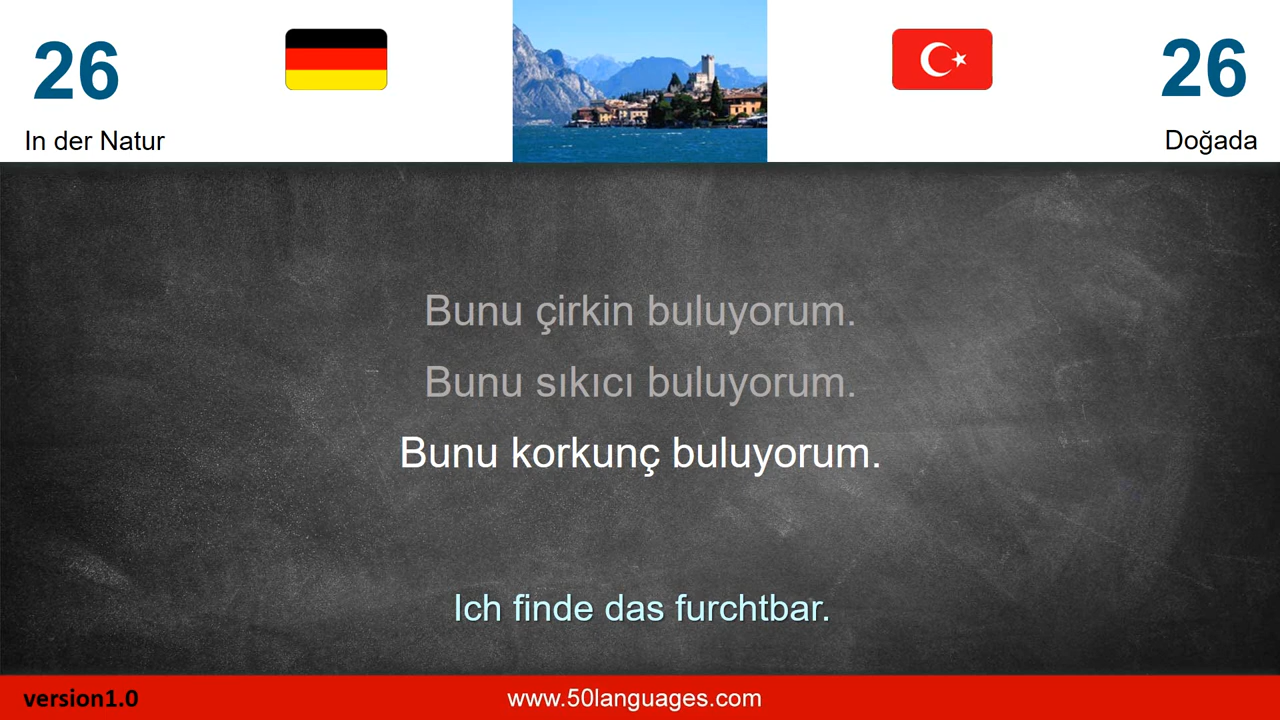 26
In der Natur
26
Doğada
Bunu çirkin buluyorum.
Bunu sıkıcı buluyorum.
Bunu korkunç buluyorum.
Ich finde das furchtbar.
version1.0
www.50languages.com